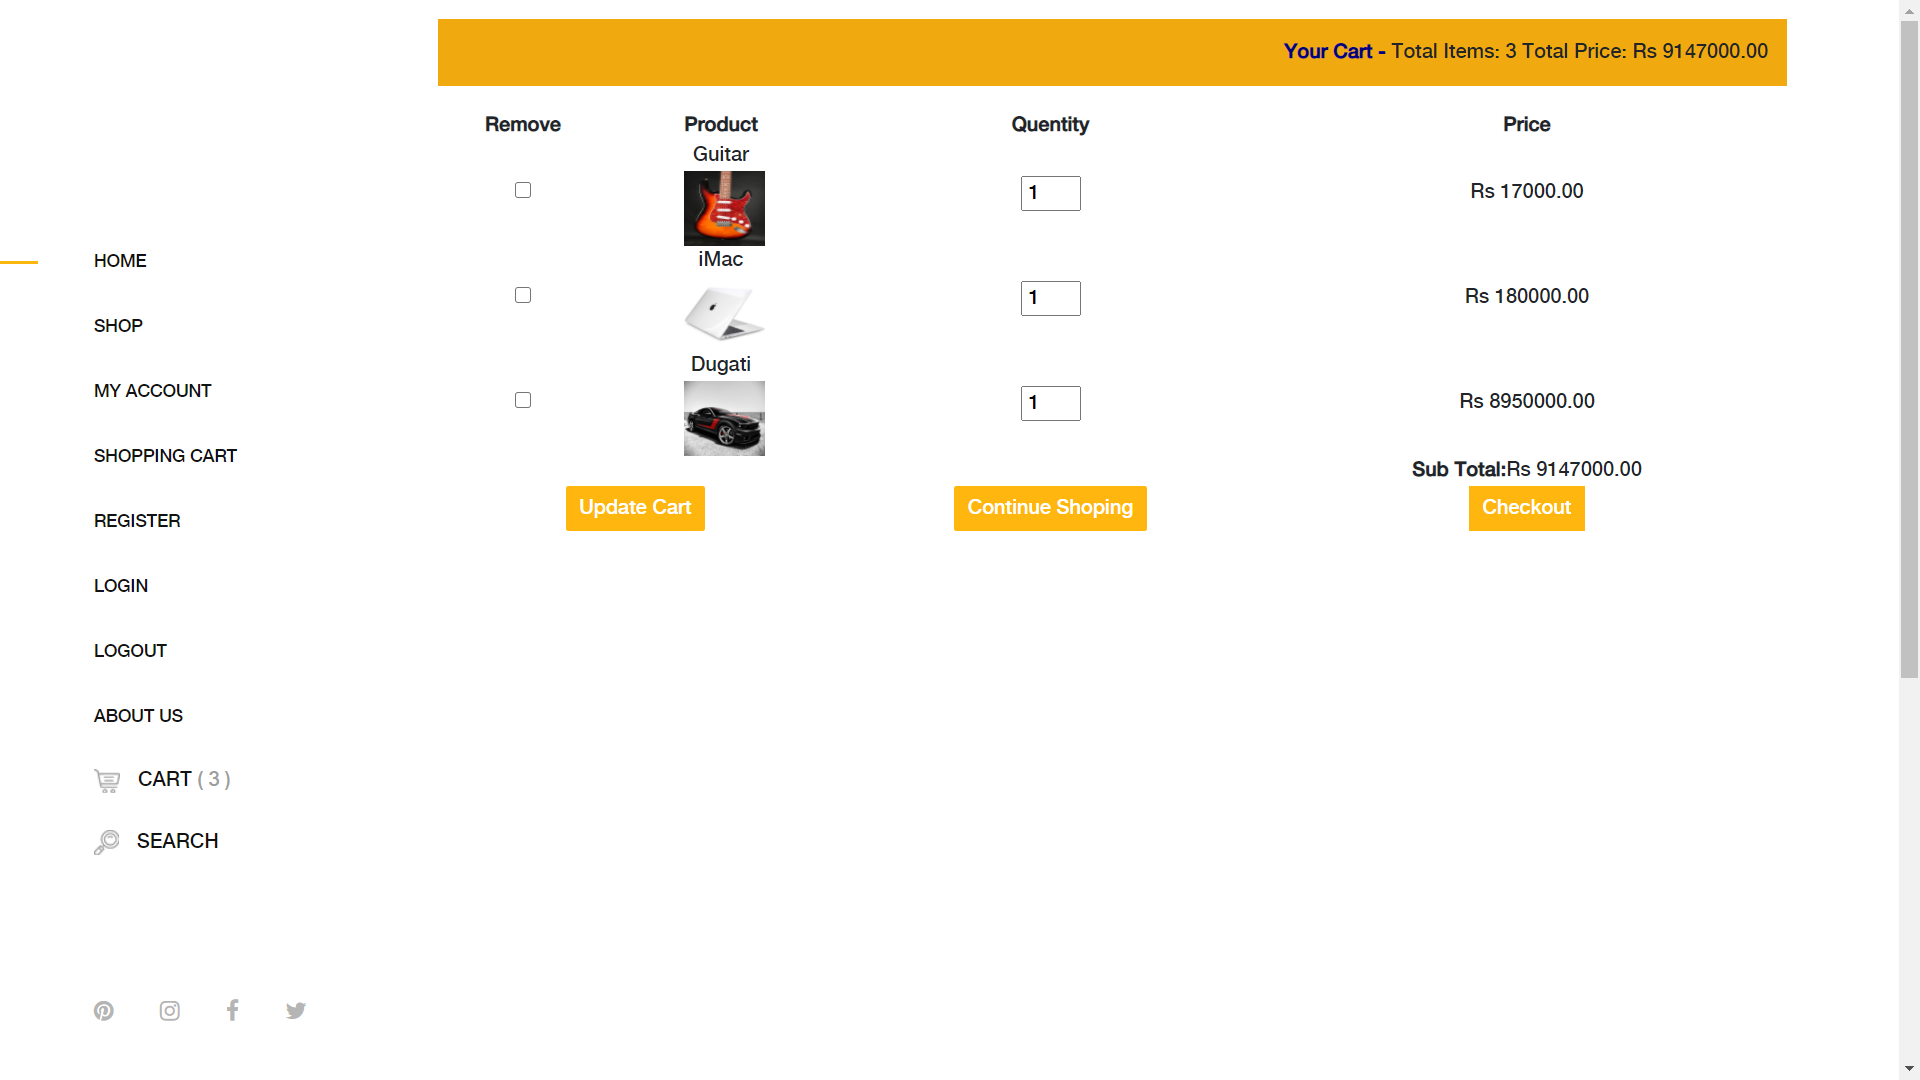 Your Cart - Total Items: 3 Total Price: Rs 9147000.00
Remove Product Quentity Price
Guitar
1 Rs 17000.00
iMac
1 Rs 180000.00
Dugati
1 Rs 8950000.00
Sub Total:Rs 9147000.00
Update Cart Continue Shoping Checkout
HOME
SHOP
MY ACCOUNT
SHOPPING CART
REGISTER
LOGIN
LOGOUT
ABOUT US
CART ( 3 )
SEARCH